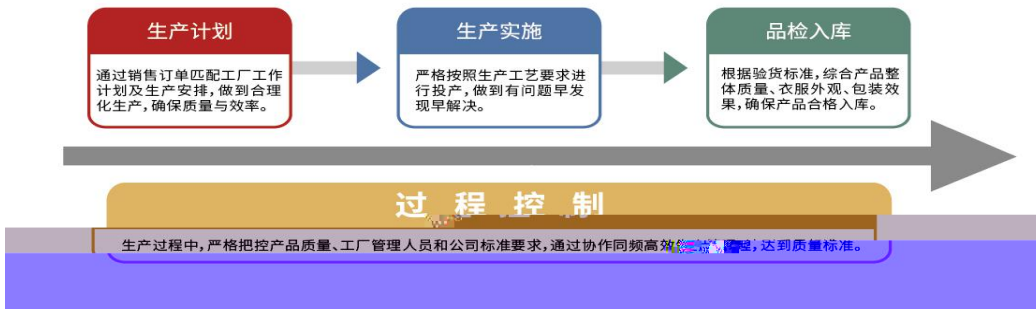 生产计划
通过销售订单匹配工厂工作
计划及生产安排,做到合理
化生产,确保质量与效率。
生产实施
严格按照生产工艺要求进
行投产,做到有问题早发
现早解决。
品检入库
根据验货标准,综合产品整
体质量、衣服外观、包装效
果,确保产品合格入库。
过程控制
生产过程中,严格把控产品质量、工厂管理人员和公司标准要求,通过协作同频高效 ,达到质量标准。